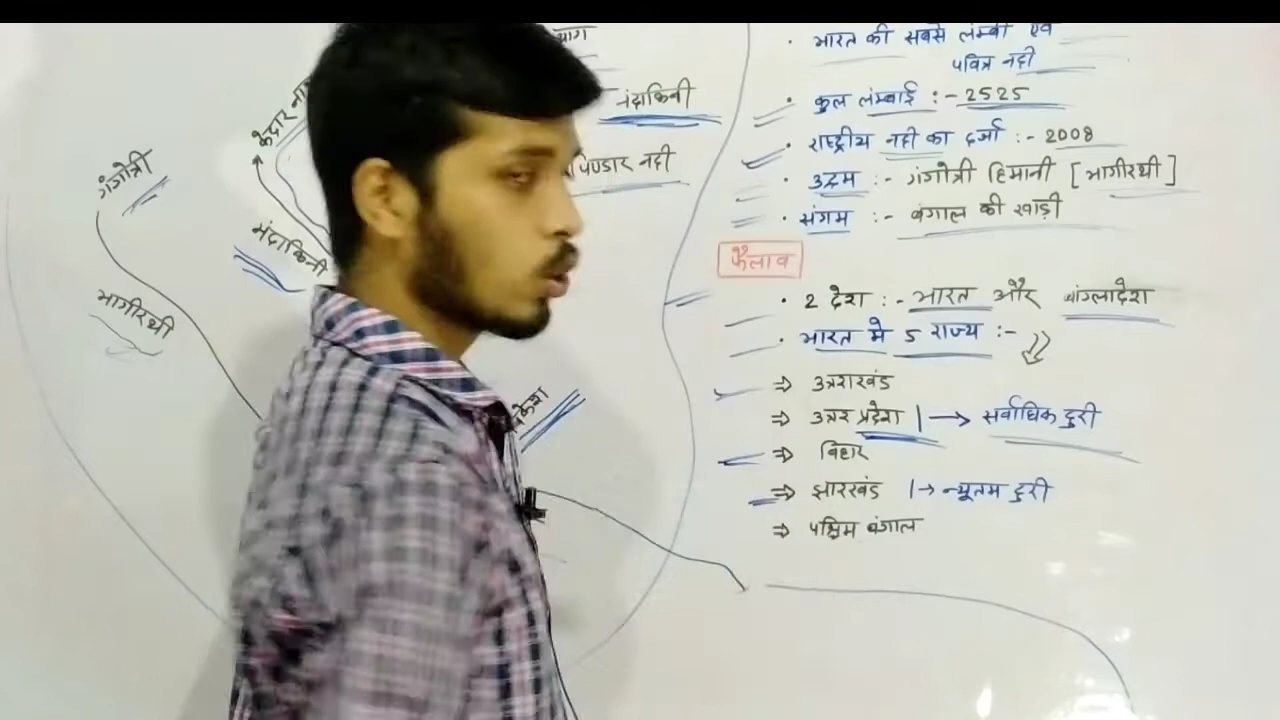 गंगोत्री
मंदाकिनी
भागीरथी
पिण्डार नदी
भारत की सबसे लम्बी एवं
पवित्र नदी
कुल लम्बाई :- 2525
राष्ट्रीय नदी का दर्जा :- 2008
उद्गम :- गंगोत्री हिमानी [भागीरथी]
संगम :- बंगाल की खाड़ी
फैलाव
2 देश :- भारत और बांग्लादेश
भारत मे 5 राज्य :-
⇒ उत्तराखंड
⇒ उत्तर प्रदेश |→ सर्वाधिक दुरी
⇒ बिहार
⇒ झारखंड |→ न्यूतम दुरी
⇒ पश्चिम बंगाल